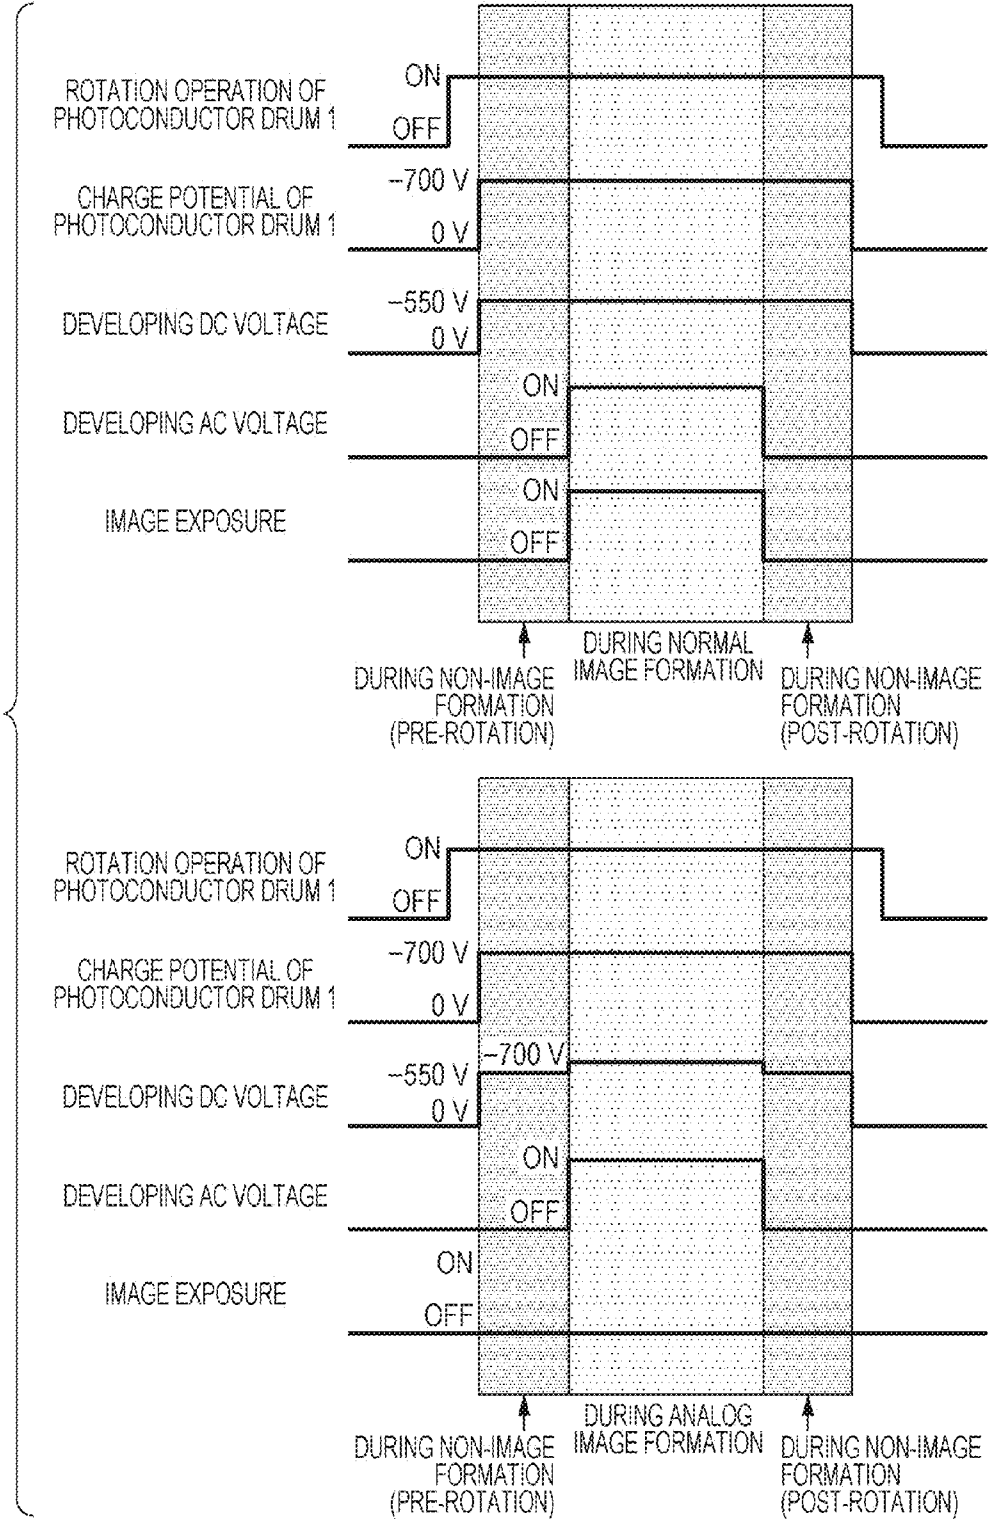 ROTATION OPERATION OF
PHOTOCONDUCTOR DRUM 1
ON
OFF
CHARGE POTENTIAL OF
PHOTOCONDUCTOR DRUM 1
−700 V
0 V
DEVELOPING DC VOLTAGE
−550 V
0 V
DEVELOPING AC VOLTAGE
ON
OFF
IMAGE EXPOSURE
ON
OFF
DURING NON-IMAGE
FORMATION
(PRE-ROTATION)
DURING NORMAL
IMAGE FORMATION
DURING NON-IMAGE
FORMATION
(POST-ROTATION)
ROTATION OPERATION OF
PHOTOCONDUCTOR DRUM 1
ON
OFF
CHARGE POTENTIAL OF
PHOTOCONDUCTOR DRUM 1
−700 V
0 V
DEVELOPING DC VOLTAGE
−700 V
−550 V
0 V
DEVELOPING AC VOLTAGE
ON
OFF
IMAGE EXPOSURE
ON
OFF
DURING NON-IMAGE
FORMATION
(PRE-ROTATION)
DURING ANALOG
IMAGE FORMATION
DURING NON-IMAGE
FORMATION
(POST-ROTATION)